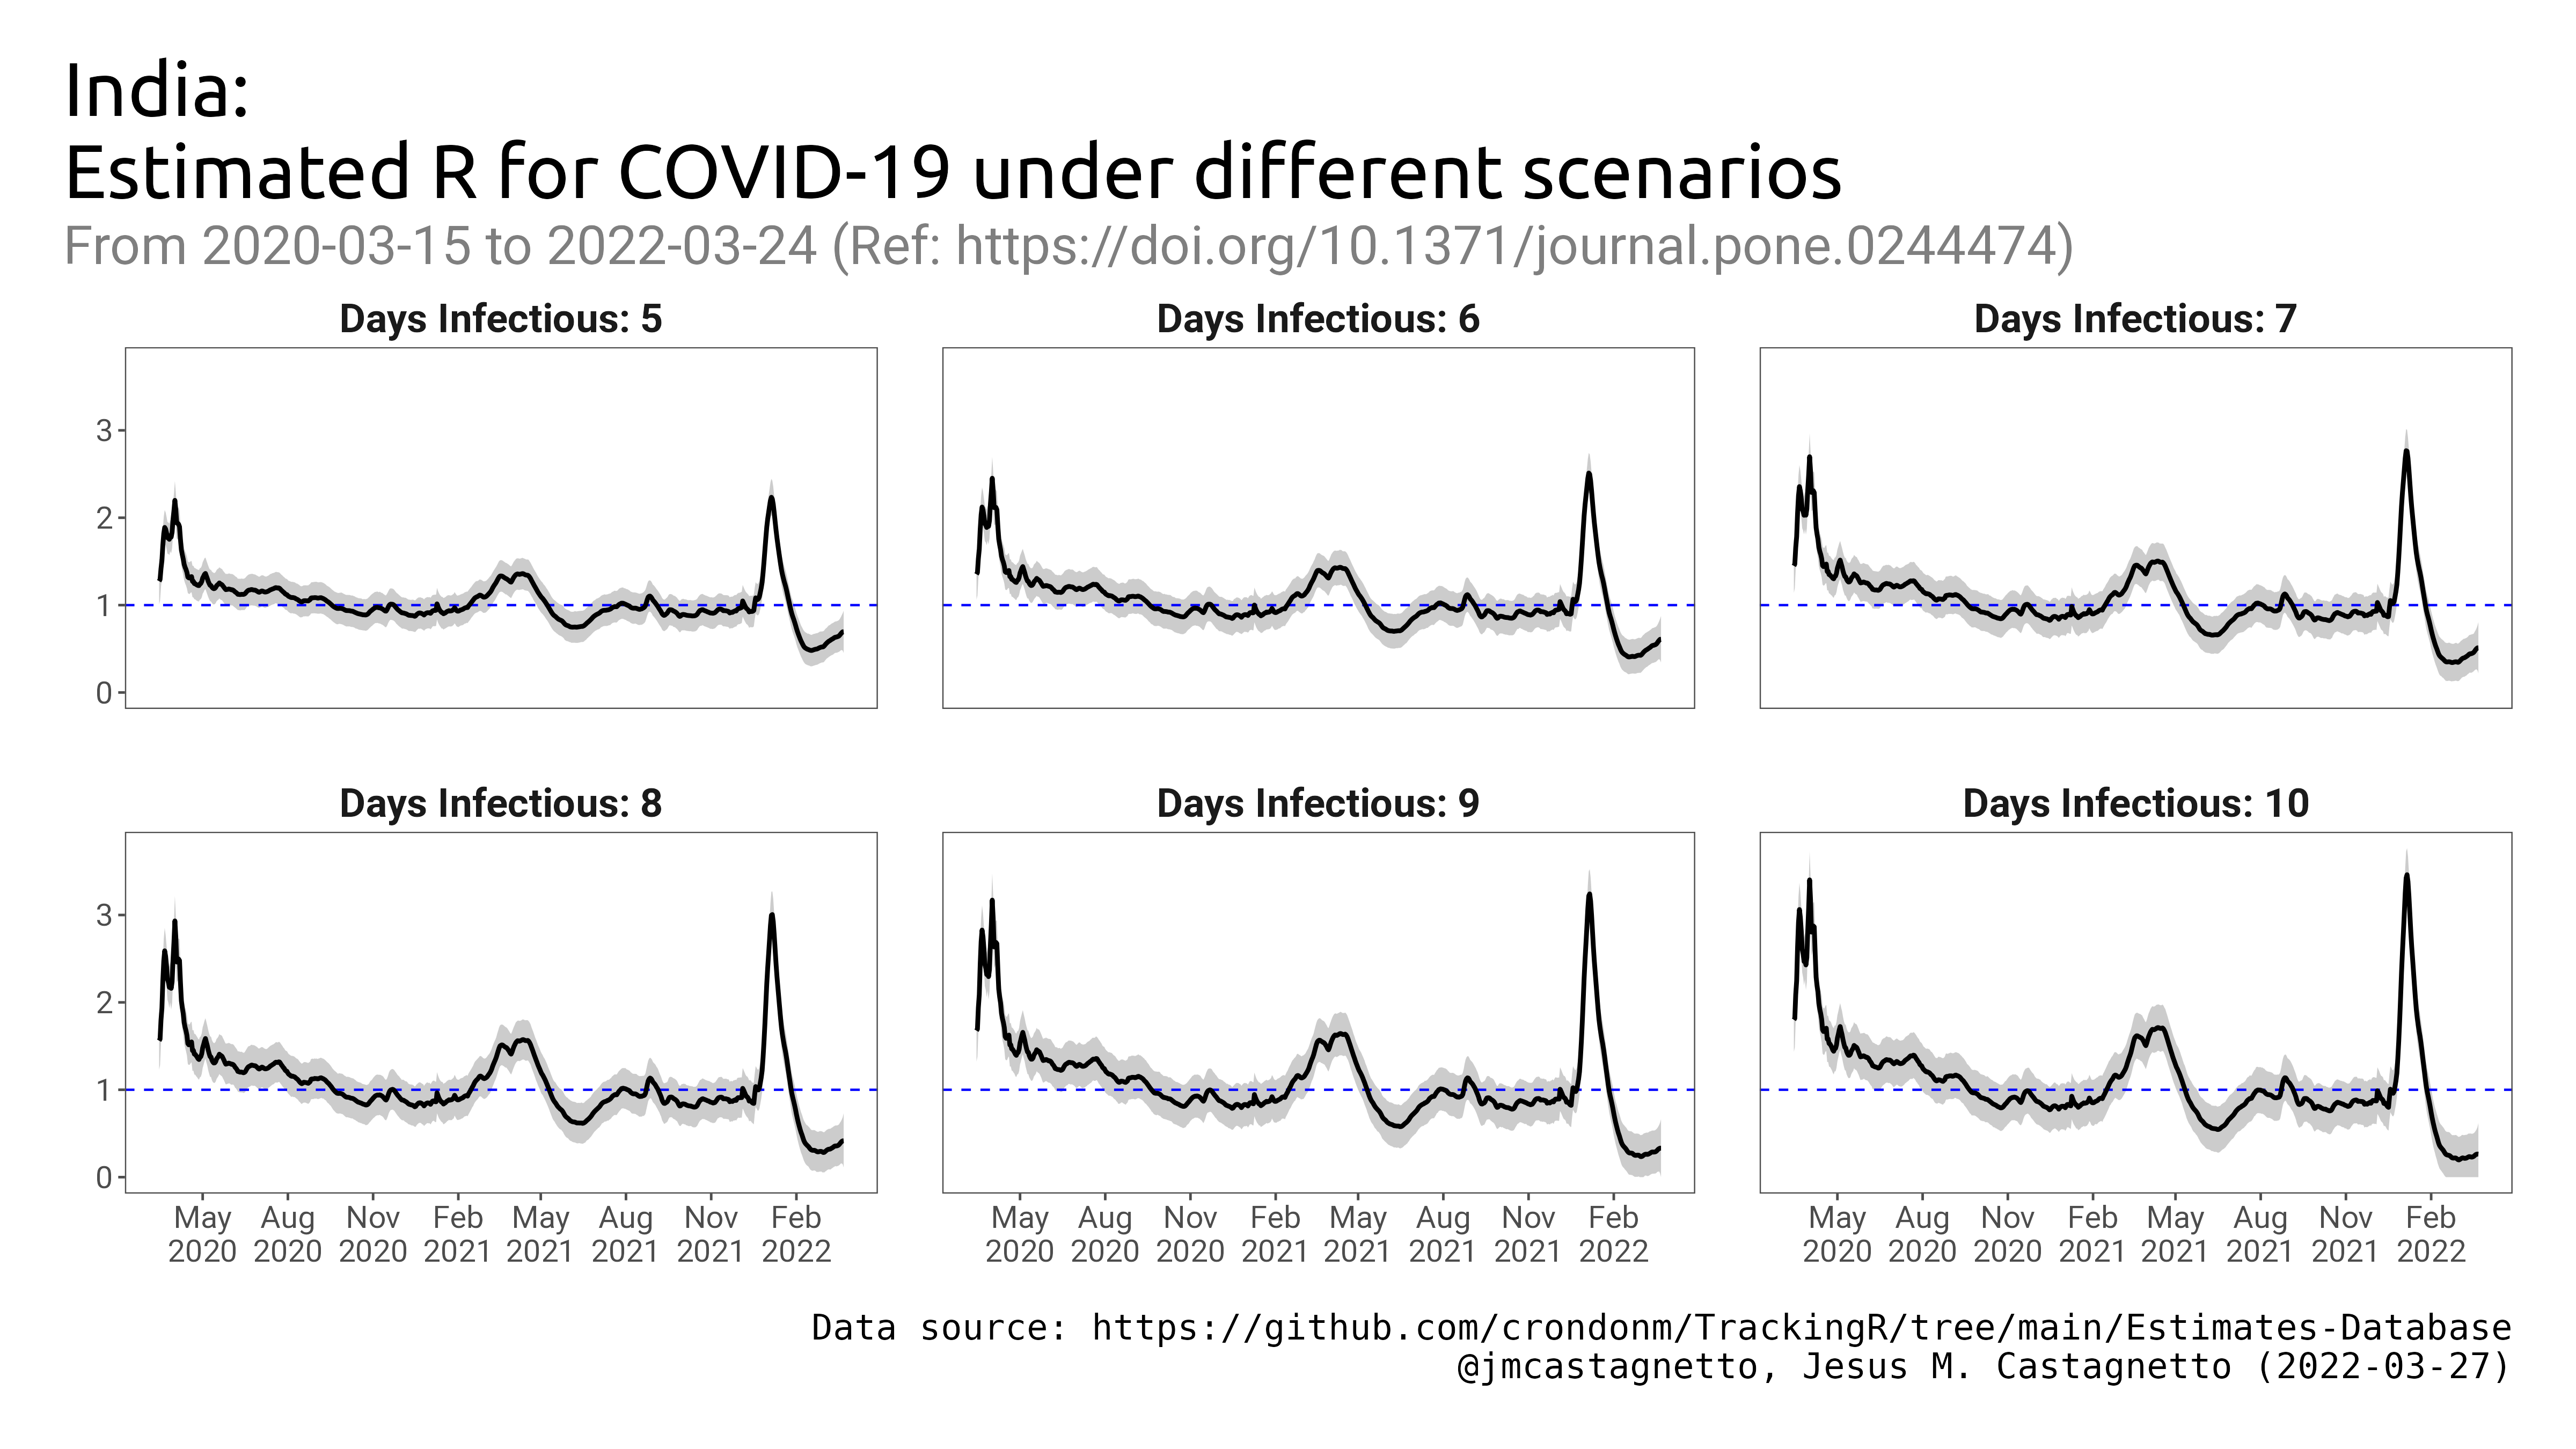 India:
Estimated R for COVID-19 under different scenarios
From 2020-03-15 to 2022-03-24 (Ref: https://doi.org/10.1371/journal.pone.0244474)
Days Infectious: 5
Days Infectious: 6
Days Infectious: 7
3
2
1
0
Days Infectious: 8
Days Infectious: 9
Days Infectious: 10
3
2
1
0
May Aug Nov Feb May Aug Nov Feb
2020 2020 2020 2021 2021 2021 2021 2022
May Aug Nov Feb May Aug Nov Feb
2020 2020 2020 2021 2021 2021 2021 2022
May Aug Nov Feb May Aug Nov Feb
2020 2020 2020 2021 2021 2021 2021 2022
Data source: https://github.com/crondonm/TrackingR/tree/main/Estimates-Database
@jmcastagnetto, Jesus M. Castagnetto (2022-03-27)